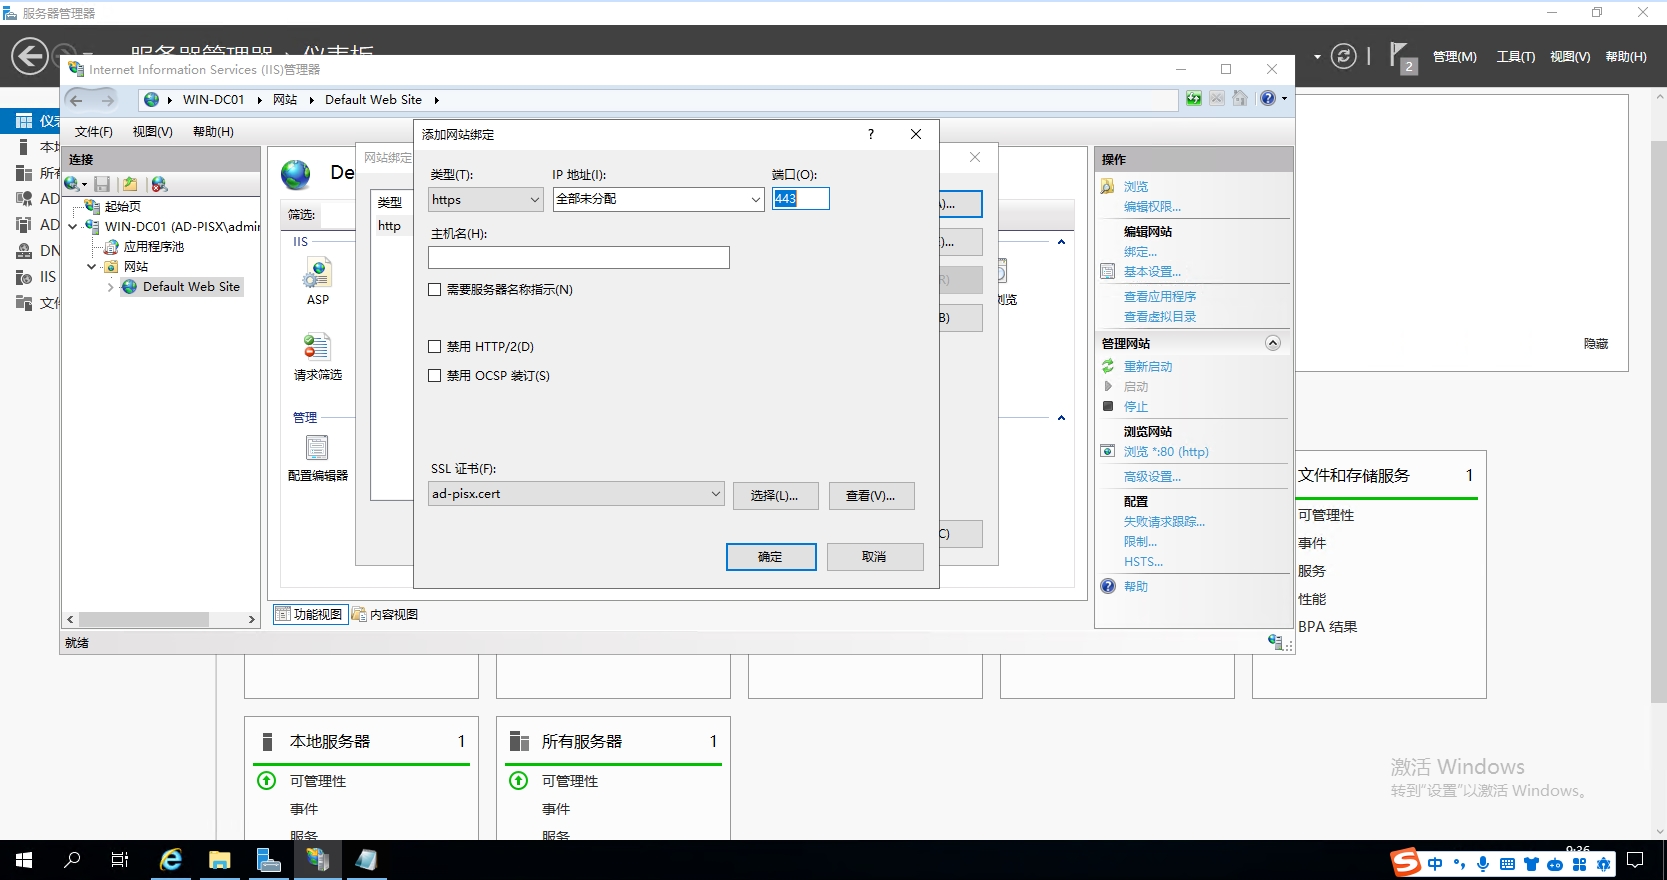 服务器管理器
服务器管理器 · 仪表板
2
管理(M)
工具(T)
视图(V)
帮助(H)
Internet Information Services (IIS)管理器
WIN-DC01
网站
Default Web Site
文件(F)
视图(V)
帮助(H)
连接
起始页
WIN-DC01 (AD-PISX\admin
应用程序池
网站
Default Web Site
AD
AD
DN
IIS
De
筛选:
IIS
ASP
请求筛选
管理
配置编辑器
浏览
功能视图
内容视图
就绪
网站绑定
类型
http
添加网站绑定
?
类型(T):
IP 地址(I):
端口(O):
https
全部未分配
443
主机名(H):
需要服务器名称指示(N)
禁用 HTTP/2(D)
禁用 OCSP 装订(S)
SSL 证书(F):
ad-pisx.cert
选择(L)...
查看(V)...
确定
取消
操作
浏览
编辑权限...
编辑网站
绑定...
基本设置...
查看应用程序
查看虚拟目录
管理网站
重新启动
启动
停止
浏览网站
浏览 *:80 (http)
高级设置...
配置
失败请求跟踪...
限制...
HSTS...
帮助
隐藏
文件和存储服务
1
可管理性
事件
服务
性能
BPA 结果
本地服务器
1
可管理性
事件
服务
所有服务器
1
可管理性
事件
服务
激活 Windows
转到"设置"以激活 Windows。
9:36
中